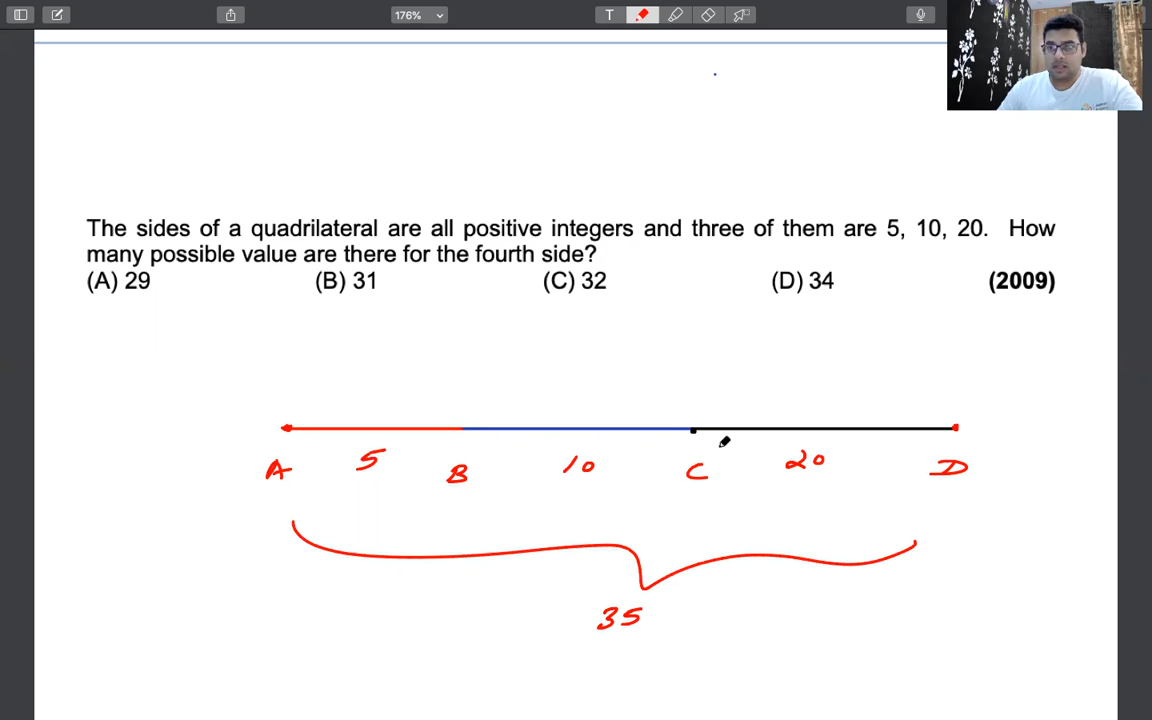 176%
T
The sides of a quadrilateral are all positive integers and three of them are 5, 10, 20. How
many possible value are there for the fourth side?
(A) 29 (B) 31 (C) 32 (D) 34 (2009)
A 5 B 10 C 20 D
35